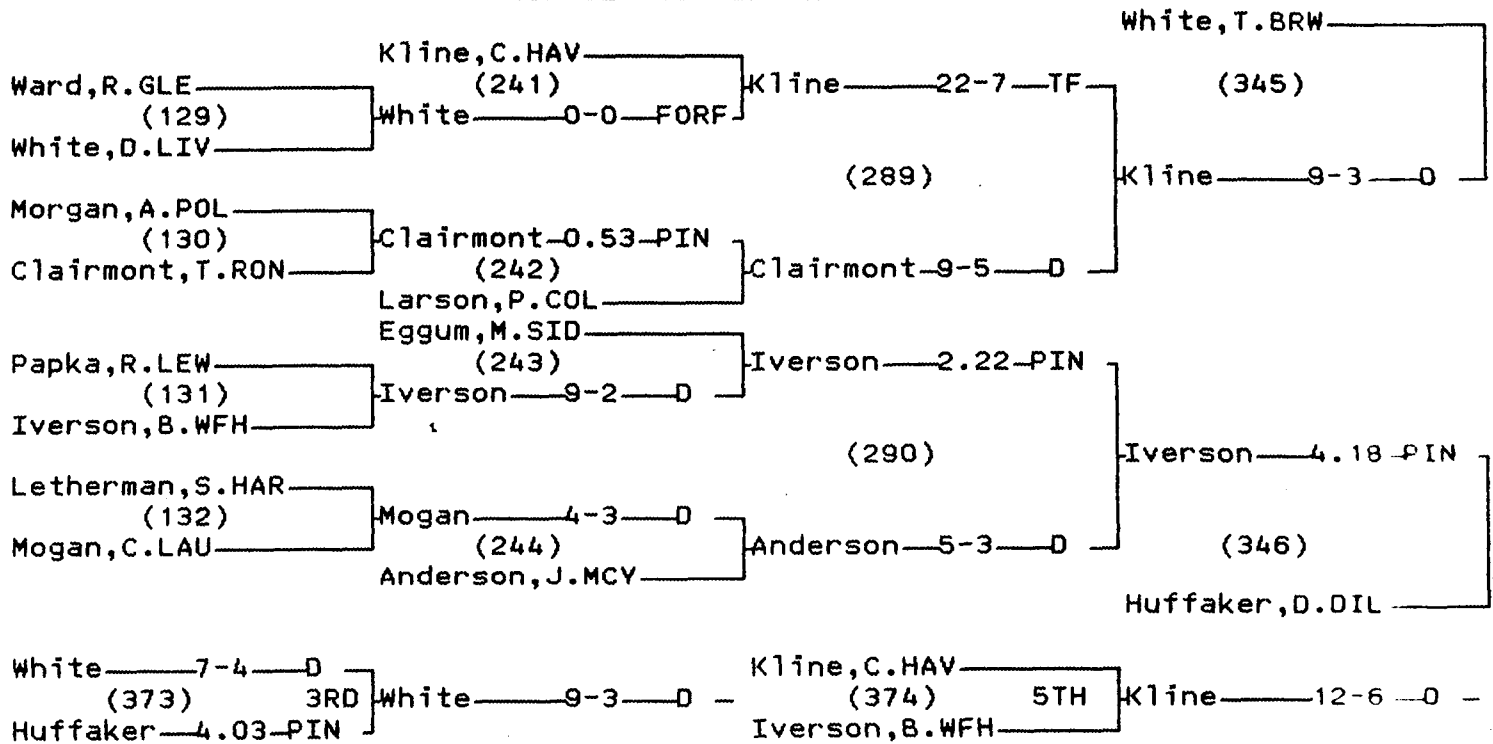 White,T.BRW
Kline,C.HAV
Ward,R.GLE (241) Kline 22-7 TF (345)
(129) White 0-0 FORF
White,D.LIV
(289) Kline 9-3 D
Morgan,A.POL
(130) Clairmont 0.53 PIN
Clairmont,T.RON (242) Clairmont 9-5 D
Larson,P.COL
Eggum,M.SID
Papka,R.LEW (243) Iverson 2.22 PIN
(131) Iverson 9-2 D
Iverson,B.WFH
(290) Iverson 4.18 PIN
Letherman,S.HAR
(132) Mogan 4-3 D
Mogan,C.LAU (244) Anderson 5-3 D (346)
Anderson,J.MCY
Huffaker,D.DIL
White 7-4 D Kline,C.HAV
(373) 3RD White 9-3 D (374) 5TH Kline 12-6 D
Huffaker 4.03 PIN Iverson,B.WFH